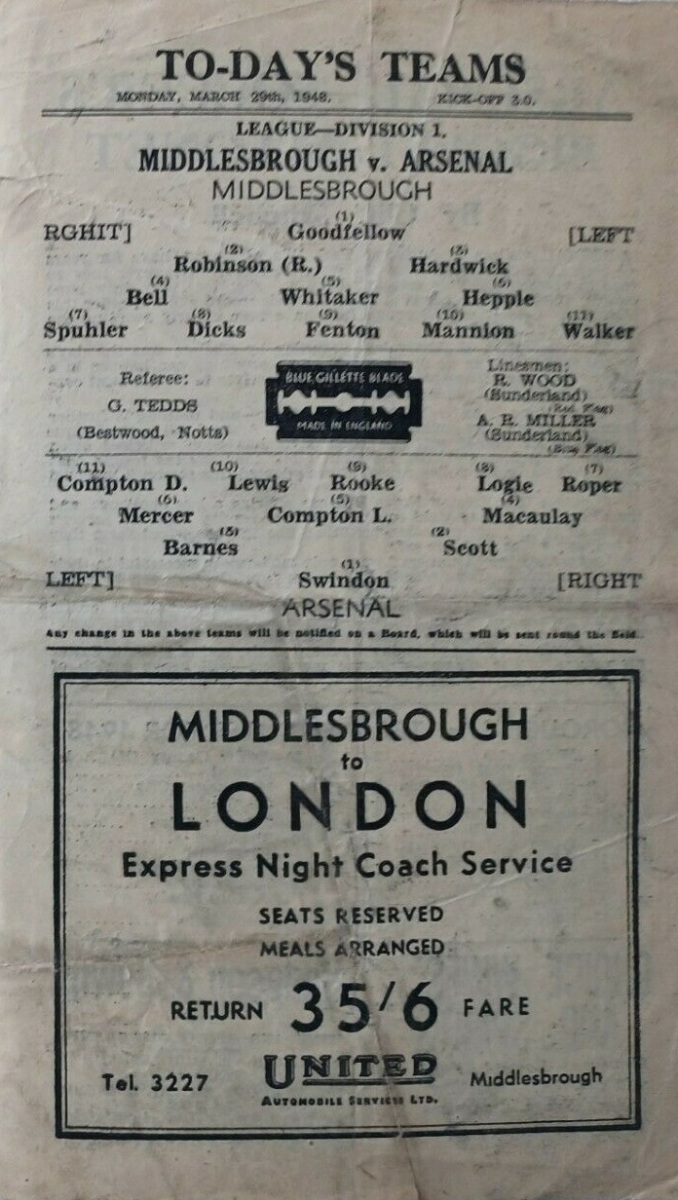 TO-DAY'S TEAMS
MONDAY, MARCH 29th, 1948. KICK-OFF 3.0.
LEAGUE—DIVISION 1.
MIDDLESBROUGH v. ARSENAL
MIDDLESBROUGH
(1)
RGHIT] Goodfellow [LEFT
(2) (3)
Robinson (R.) Hardwick
(4) (5) (6)
Bell Whitaker Hepple
(7) (8) (9) (10) (11)
Spuhler Dicks Fenton Mannion Walker
Referee:
G. TEDDS
(Bestwood, Notts)
BLUE GILLETTE BLADE
MADE IN ENGLAND
Linesmen:
R. WOOD
(Sunderland)
(Red Flag)
A. R. MILLER
(Sunderland)
Flag)
(11) (10) (9) (8) (7)
Compton D. Lewis Rooke Logie Roper
(6) (5) (4)
Mercer Compton L. Macaulay
(3) (2)
Barnes Scott
(1)
LEFT] Swindon [RIGHT
ARSENAL
Any change in the above teams will be notified on a Board, which will be sent round the field.
MIDDLESBROUGH
to
LONDON
Express Night Coach Service
SEATS RESERVED
MEALS ARRANGED
RETURN 35/6 FARE
Tel. 3227 UNITED Middlesbrough
AUTOMOBILE SERVICES LTD.